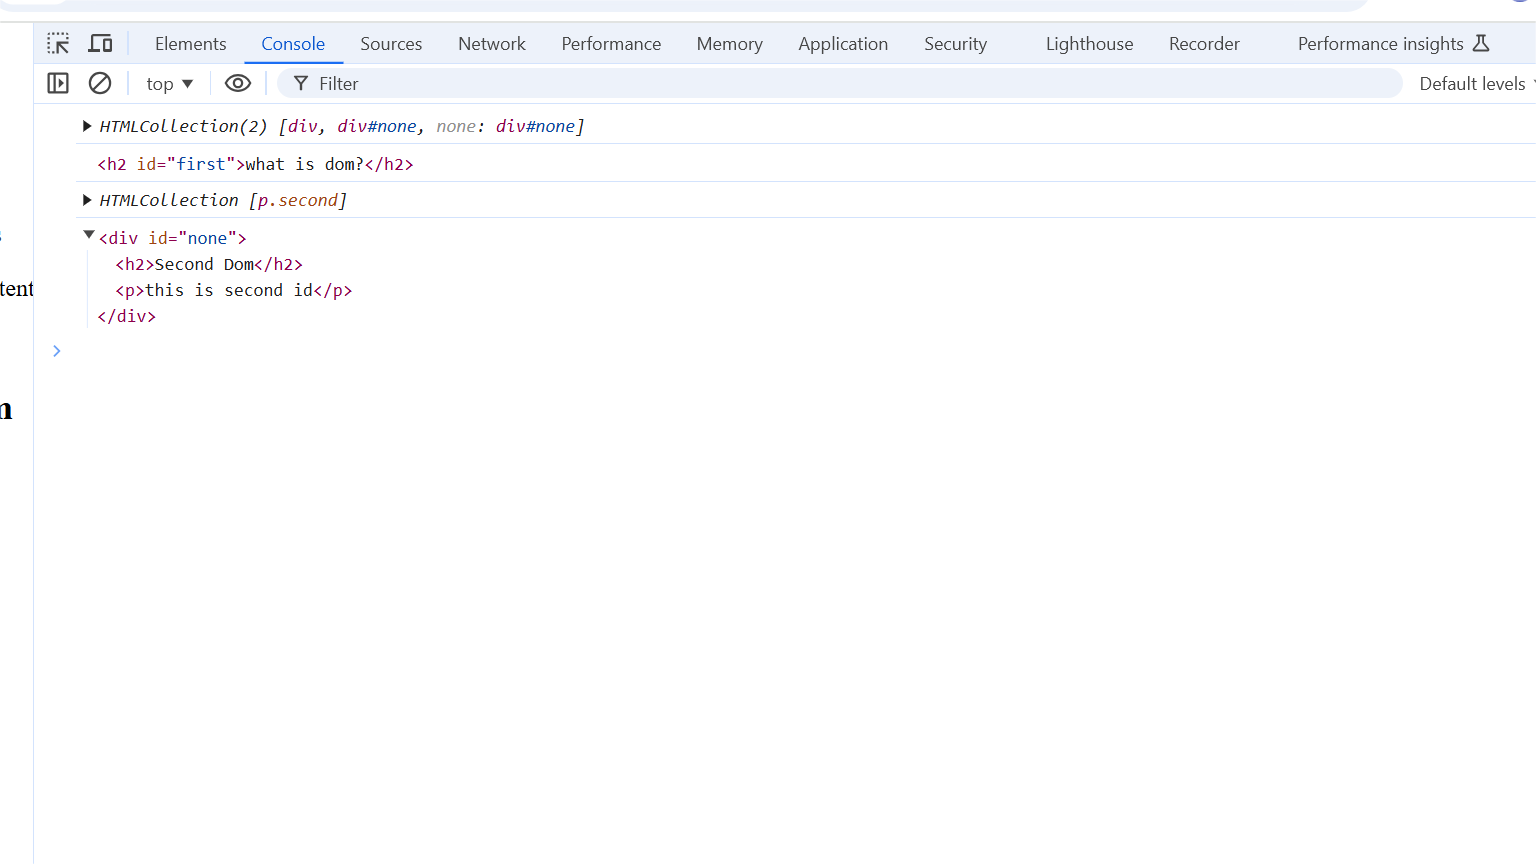 Elements Console Sources Network Performance Memory Application Security Lighthouse Recorder Performance insights
top Filter Default levels
HTMLCollection(2) [div, div#none, none: div#none]
<h2 id="first">what is dom?</h2>
HTMLCollection [p.second]
<div id="none">
<h2>Second Dom</h2>
tent
<p>this is second id</p>
</div>